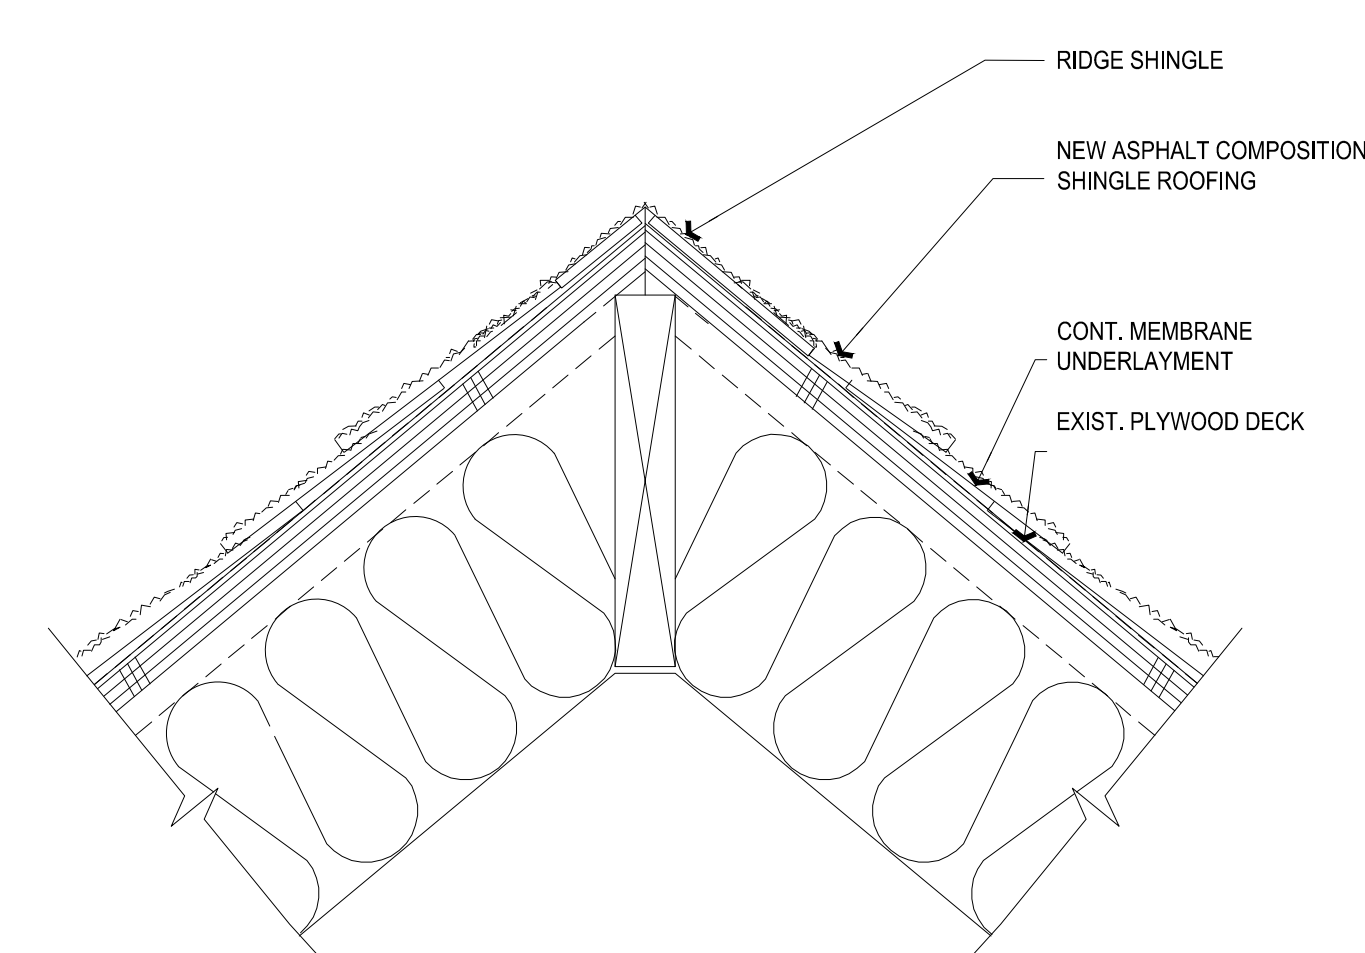 RIDGE SHINGLE
NEW ASPHALT COMPOSITION
SHINGLE ROOFING
CONT. MEMBRANE
UNDERLAYMENT
EXIST. PLYWOOD DECK